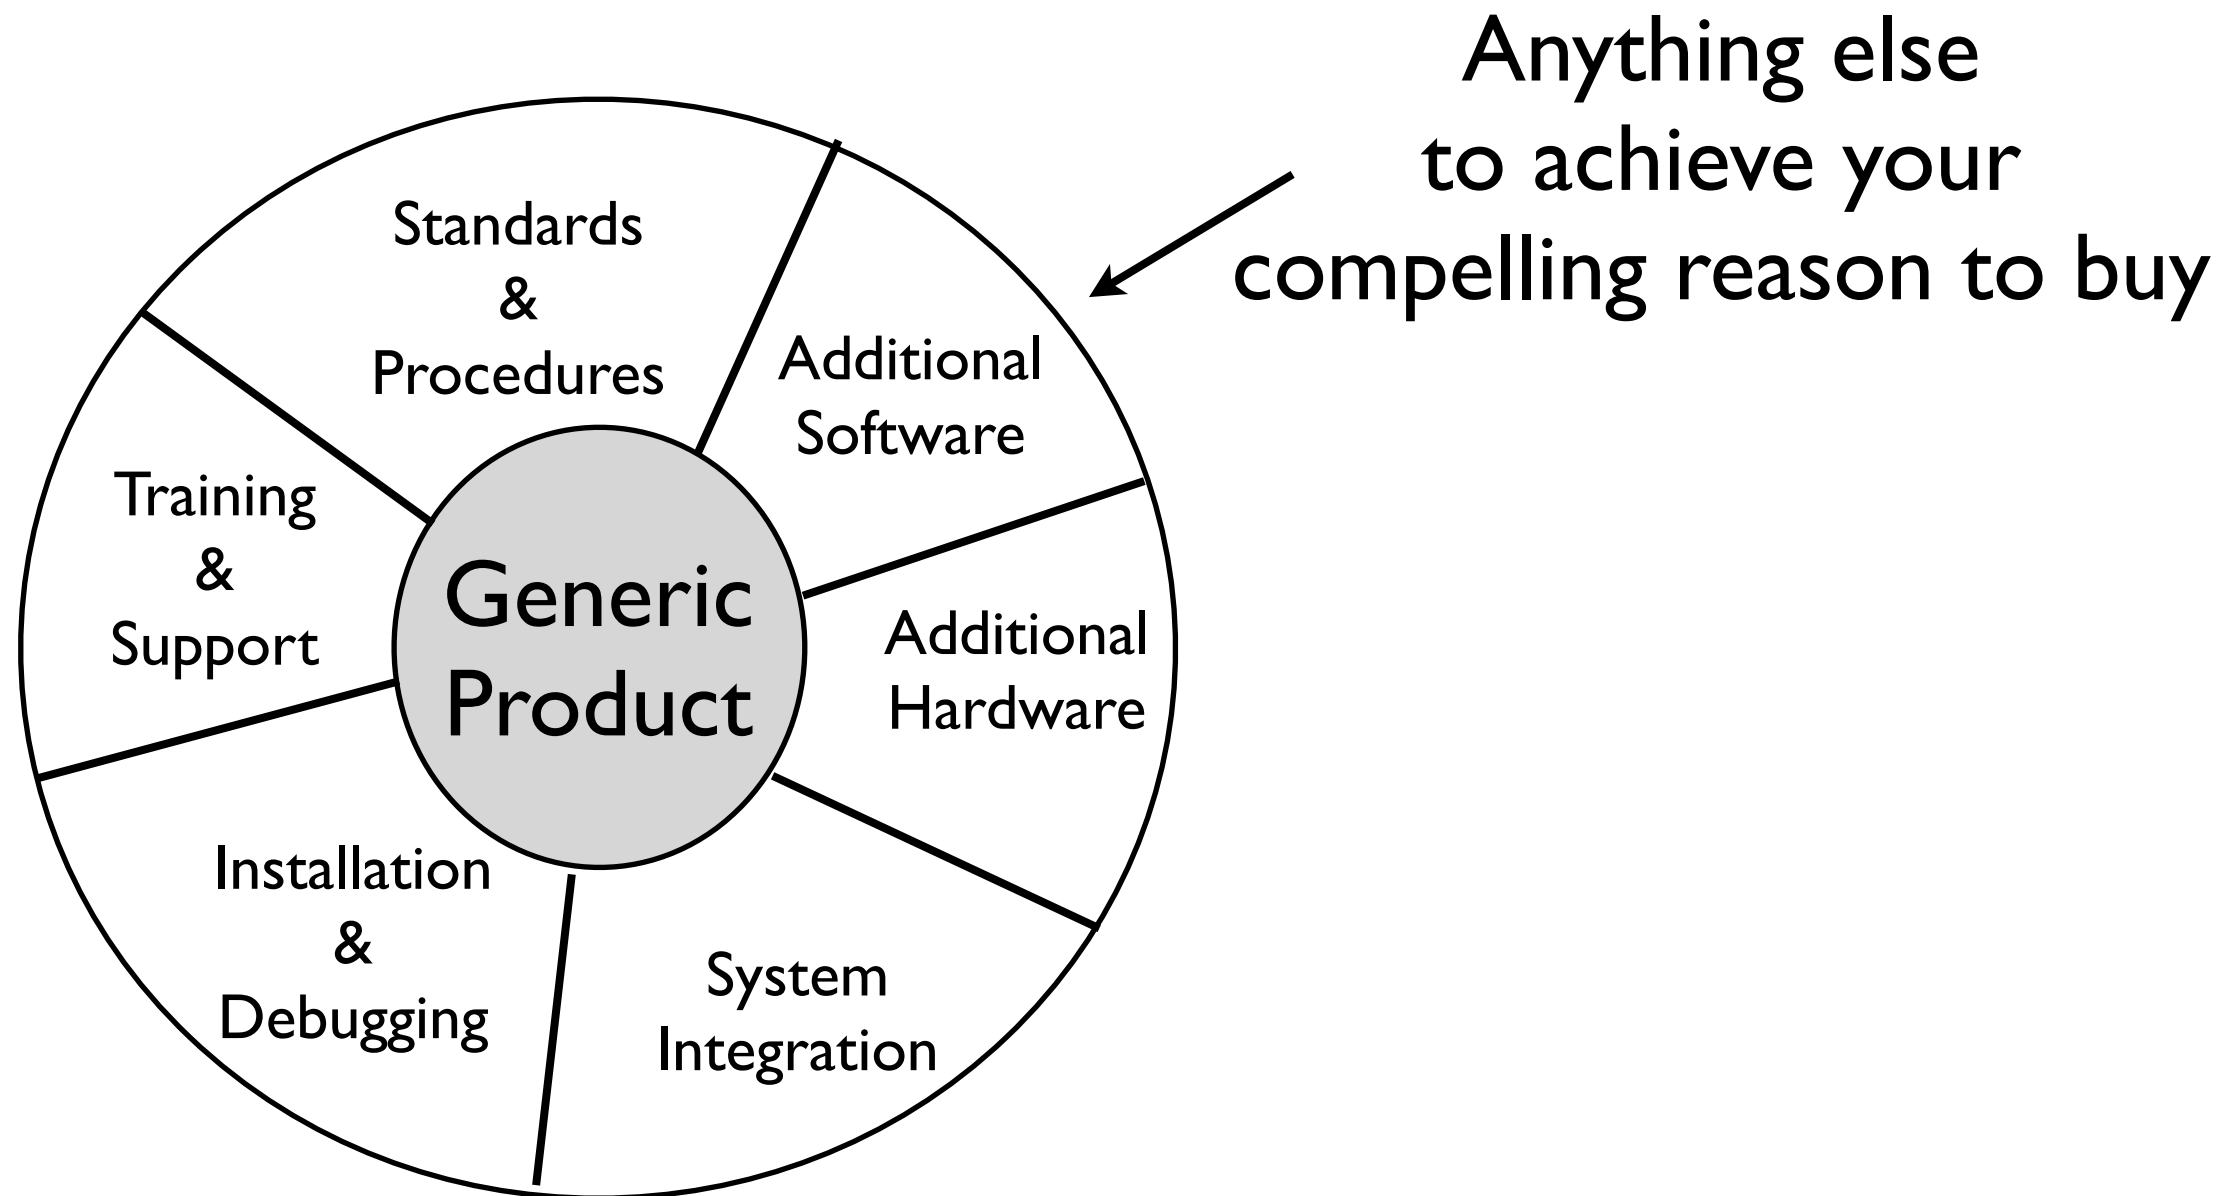 Anything else
to achieve your
compelling reason to buy
Standards
&
Procedures
Additional
Software
Training
&
Support
Generic
Product
Additional
Hardware
Installation
&
Debugging
System
Integration